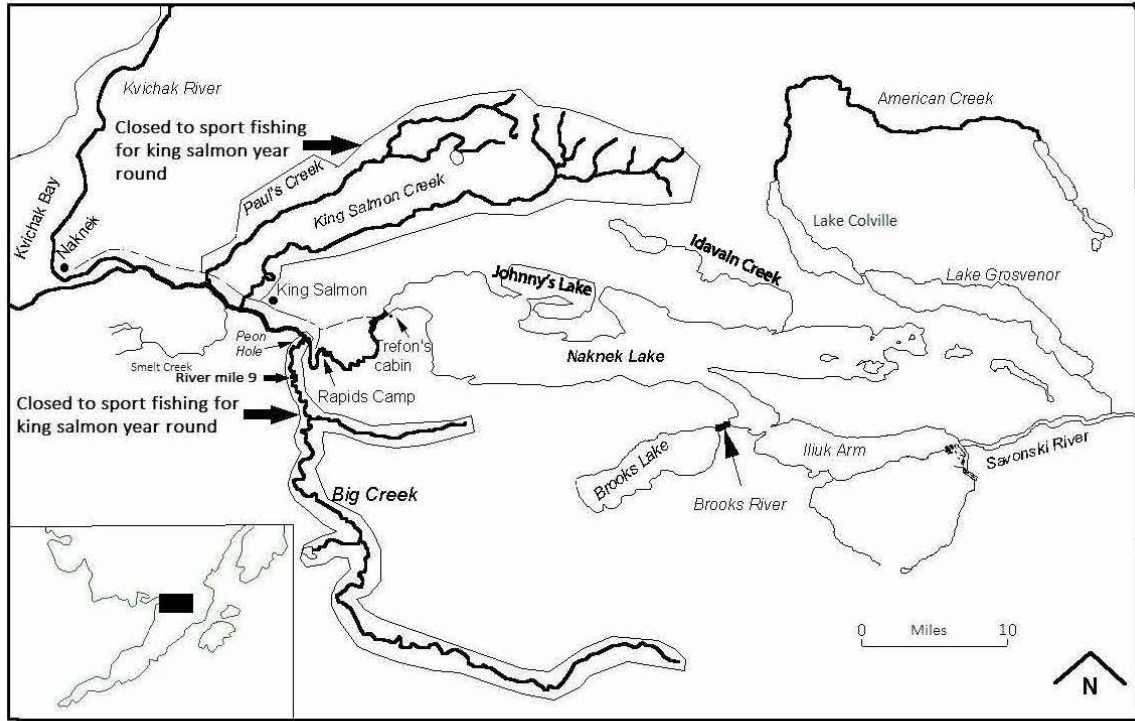 Kvichak River
American Creek
Closed to sport fishing
for king salmon year
round
Paul's Creek
King Salmon Creek
Kvichak Bay
Naknek
Lake Colville
Idavain Creek
Johnny's Lake
Lake Grosvenor
King Salmon
Peon
Hole
Smelt Creek
Trefon's
cabin
Naknek Lake
River mile 9
Rapids Camp
Closed to sport fishing for
king salmon year round
Brooks Lake
Iliuk Arm
Savonski River
Big Creek
Brooks River
0 Miles 10
N